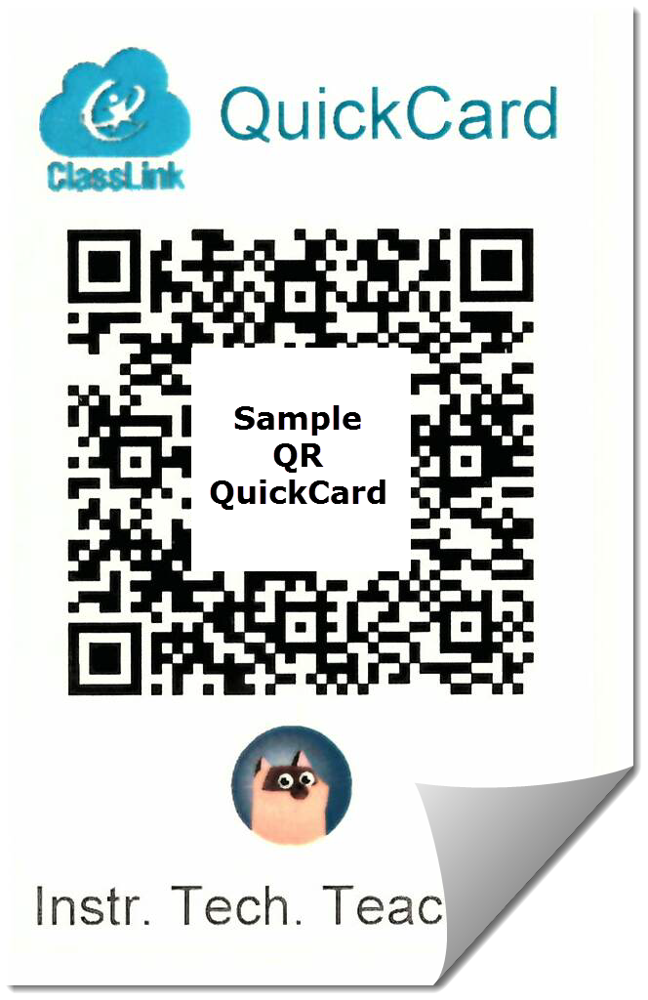 QuickCard
ClassLink
Sample
QR
QuickCard
Instr. Tech. Teac